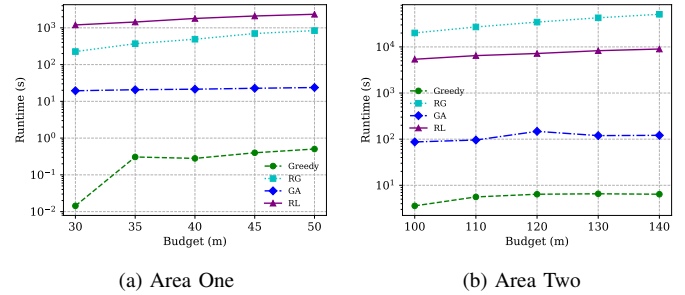 10^3
10^2
10^1
10^0
10^-1
10^-2
Runtime (s)
30 35 40 45 50
Budget (m)
Greedy
RG
GA
RL
(a) Area One
10^4
10^3
10^2
10^1
Runtime (s)
100 110 120 130 140
Budget (m)
Greedy
RG
GA
RL
(b) Area Two